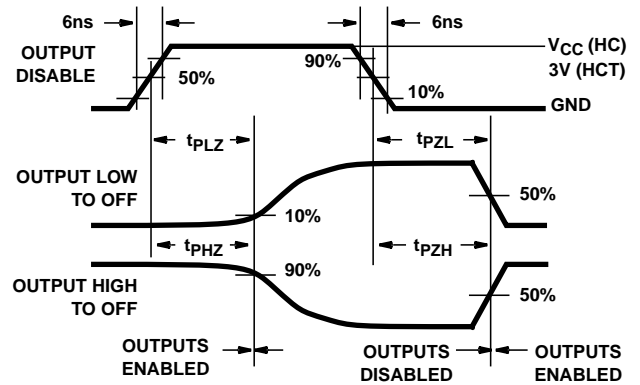 6ns
6ns
OUTPUT
DISABLE
50%
90%
10%
VCC (HC)
3V (HCT)
GND
tPLZ
tPZL
OUTPUT LOW
TO OFF
10%
50%
tPHZ
tPZH
OUTPUT HIGH
TO OFF
90%
50%
OUTPUTS
ENABLED
OUTPUTS
DISABLED
OUTPUTS
ENABLED